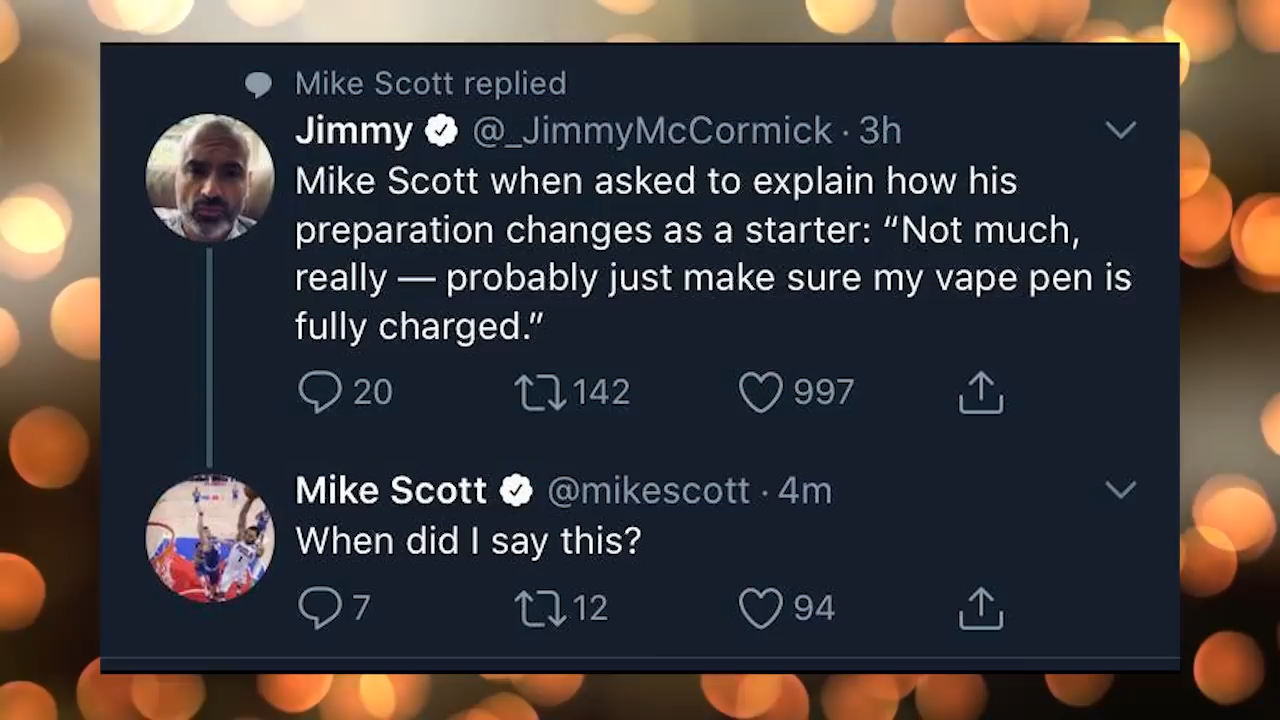 Mike Scott replied
Jimmy @_JimmyMcCormick · 3h
Mike Scott when asked to explain how his
preparation changes as a starter: “Not much,
really — probably just make sure my vape pen is
fully charged.”
20 142 997
Mike Scott @mikescott · 4m
When did I say this?
7 12 94